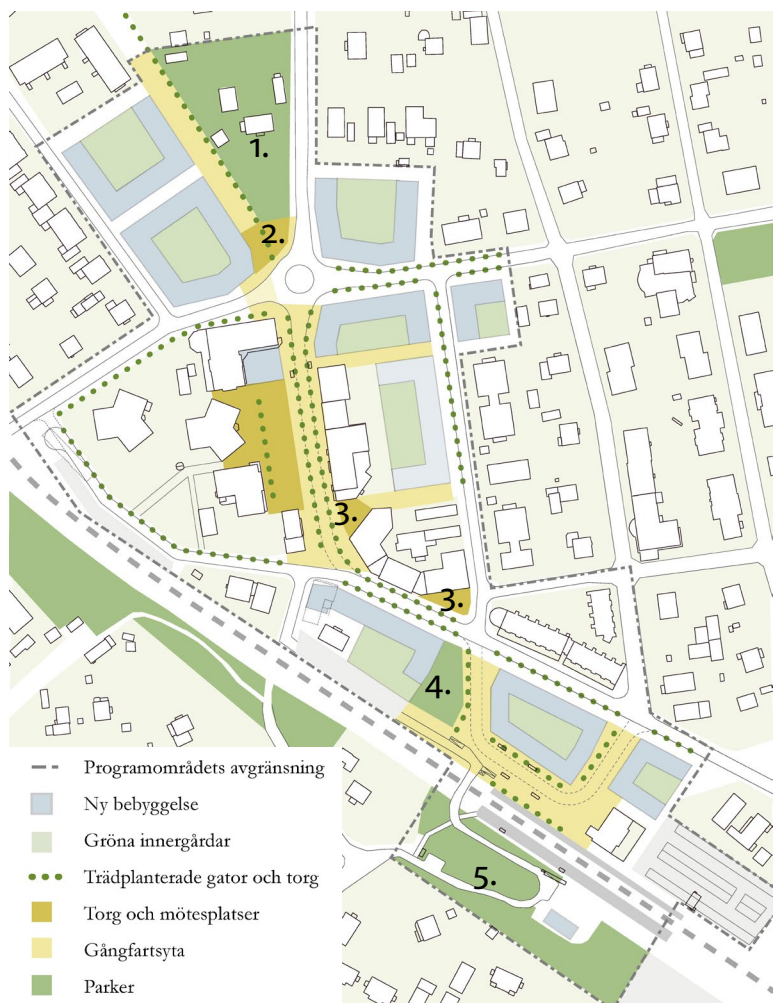 1.
2.
3.
3.
4.
5.
Programområdets avgränsning
Ny bebyggelse
Gröna innergårdar
Trädplanterade gator och torg
Torg och mötesplatser
Gångfartsyta
Parker